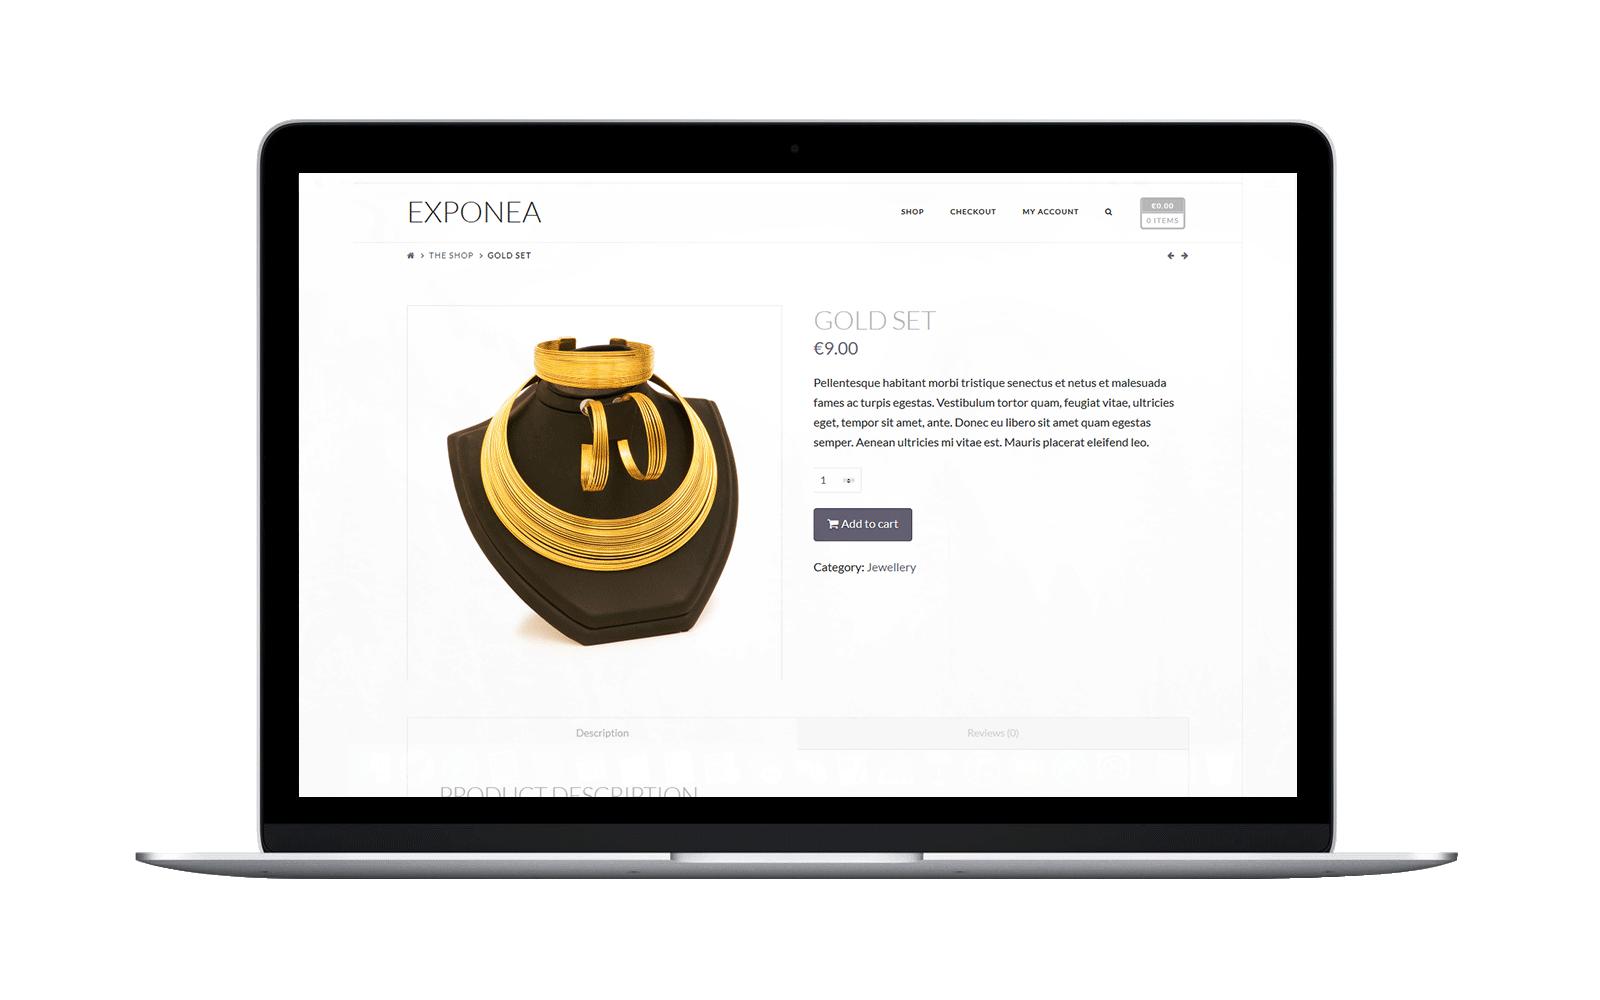 EXPONEA
SHOP CHECKOUT MY ACCOUNT
€0.00
0 ITEMS
THE SHOP > GOLD SET
GOLD SET
€9.00
Pellentesque habitant morbi tristique senectus et netus et malesuada
fames ac turpis egestas. Vestibulum tortor quam, feugiat vitae, ultricies
eget, tempor sit amet, ante. Donec eu libero sit amet quam egestas
semper. Aenean ultricies mi vitae est. Mauris placerat eleifend leo.
1
Add to cart
Category: Jewellery
Description
Reviews (0)
PRODUCT DESCRIPTION